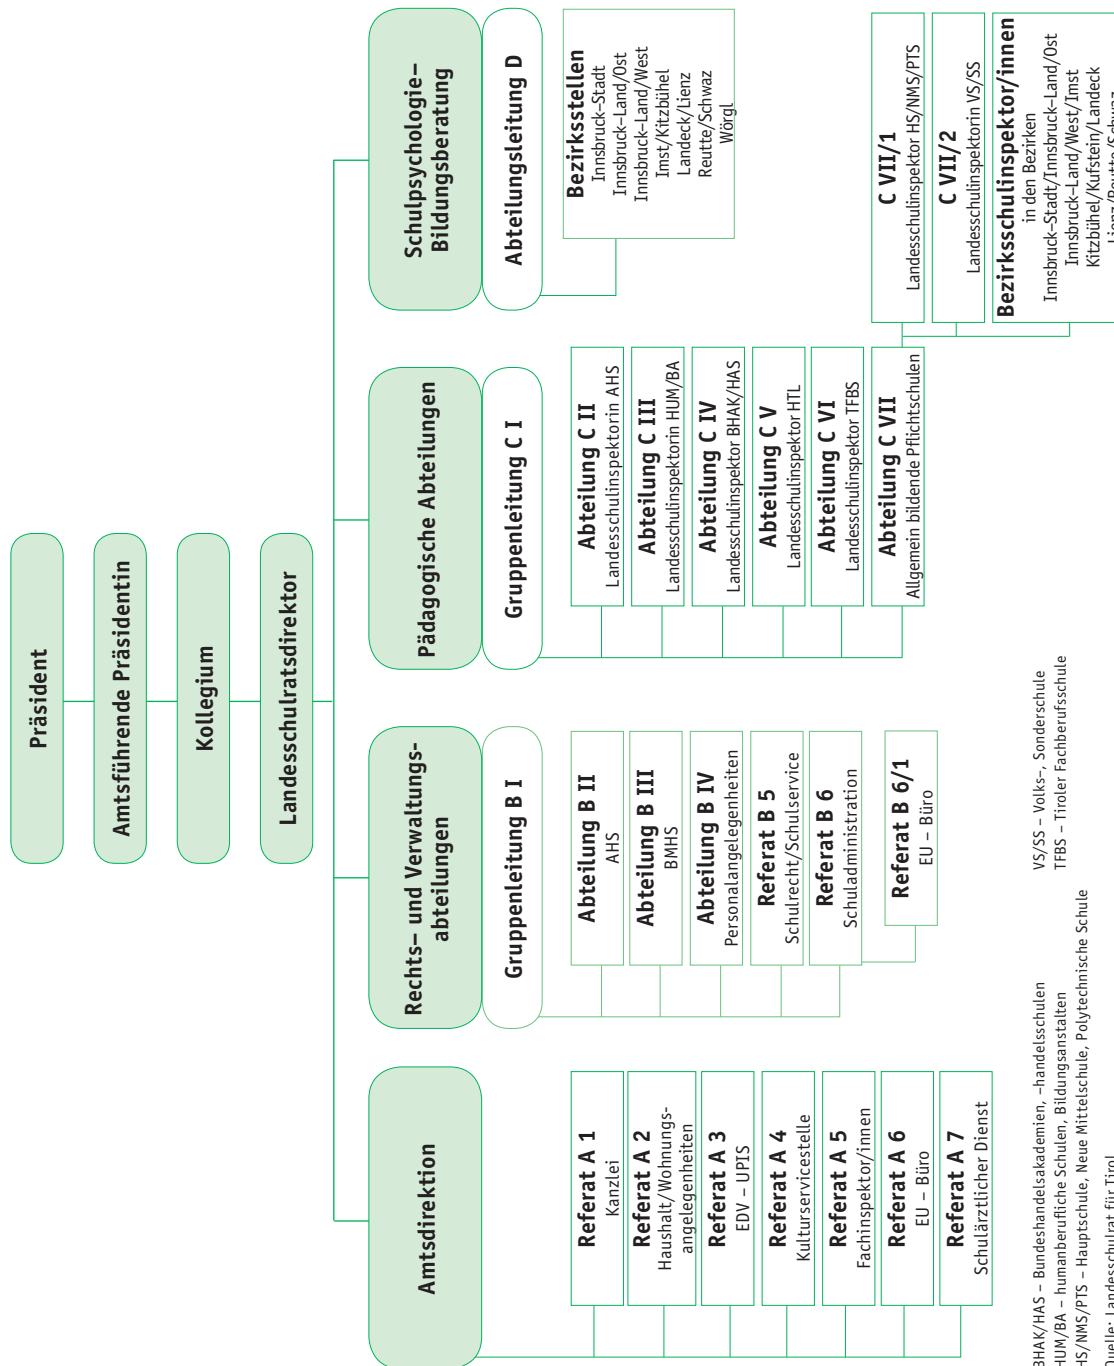 Präsident
Amtsführende Präsidentin
Kollegium
Landesschulratsdirektor
Amtsdirektion
Referat A 1
Kanzlei
Referat A 2
Haushalt/Wohnungs-
angelegenheiten
Referat A 3
EDV – UPIS
Referat A 4
Kulturservicestelle
Referat A 5
Fachinspektor/innen
Referat A 6
EU – Büro
Referat A 7
Schulärztlicher Dienst
Rechts– und Verwaltungs-
abteilungen
Gruppenleitung B I
Abteilung B II
AHS
Abteilung B III
BMHS
Abteilung B IV
Personalangelegenheiten
Referat B 5
Schulrecht/Schulservice
Referat B 6
Schuladministration
Referat B 6/1
EU – Büro
Pädagogische Abteilungen
Gruppenleitung C I
Abteilung C II
Landesschulinspektorin AHS
Abteilung C III
Landesschulinspektorin HUM/BA
Abteilung C IV
Landesschulinspektor BHAK/HAS
Abteilung C V
Landesschulinspektor HTL
Abteilung C VI
Landesschulinspektor TFBS
Abteilung C VII
Allgemein bildende Pflichtschulen
C VII/1
Landesschulinspektor HS/NMS/PTS
C VII/2
Landesschulinspektorin VS/SS
Bezirksschulinspektor/innen
in den Bezirken
Innsbruck–Stadt/Innsbruck–Land/Ost
Innsbruck–Land/West/Imst
Kitzbühel/Kufstein/Landeck
Lienz/Reutte/Schwaz
Schulpsychologie–
Bildungsberatung
Abteilungsleitung D
Bezirksstellen
Innsbruck–Stadt
Innsbruck–Land/Ost
Innsbruck–Land/West
Imst/Kitzbühel
Landeck/Lienz
Reutte/Schwaz
Wörgl
BHAK/HAS – Bundeshandelsakademien, –handelsschulen
HUM/BA – humanberufliche Schulen, Bildungsanstalten
HS/NMS/PTS – Hauptschule, Neue Mittelschule, Polytechnische Schule
VS/SS – Volks–, Sonderschule
TFBS – Tiroler Fachberufsschule
Quelle: Landesschulrat für Tirol